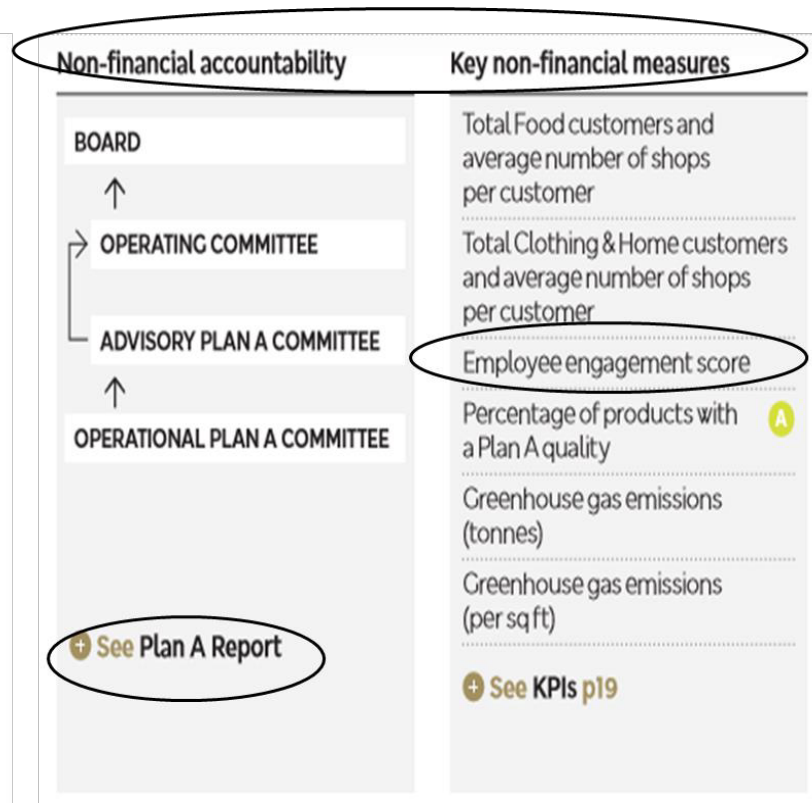 Non-financial accountability
BOARD
OPERATING COMMITTEE
ADVISORY PLAN A COMMITTEE
OPERATIONAL PLAN A COMMITTEE
+ See Plan A Report
Key non-financial measures
Total Food customers and
average number of shops
per customer
Total Clothing & Home customers
and average number of shops
per customer
Employee engagement score
Percentage of products with
a Plan A quality
A
Greenhouse gas emissions
(tonnes)
Greenhouse gas emissions
(per sq ft)
+ See KPIs p19